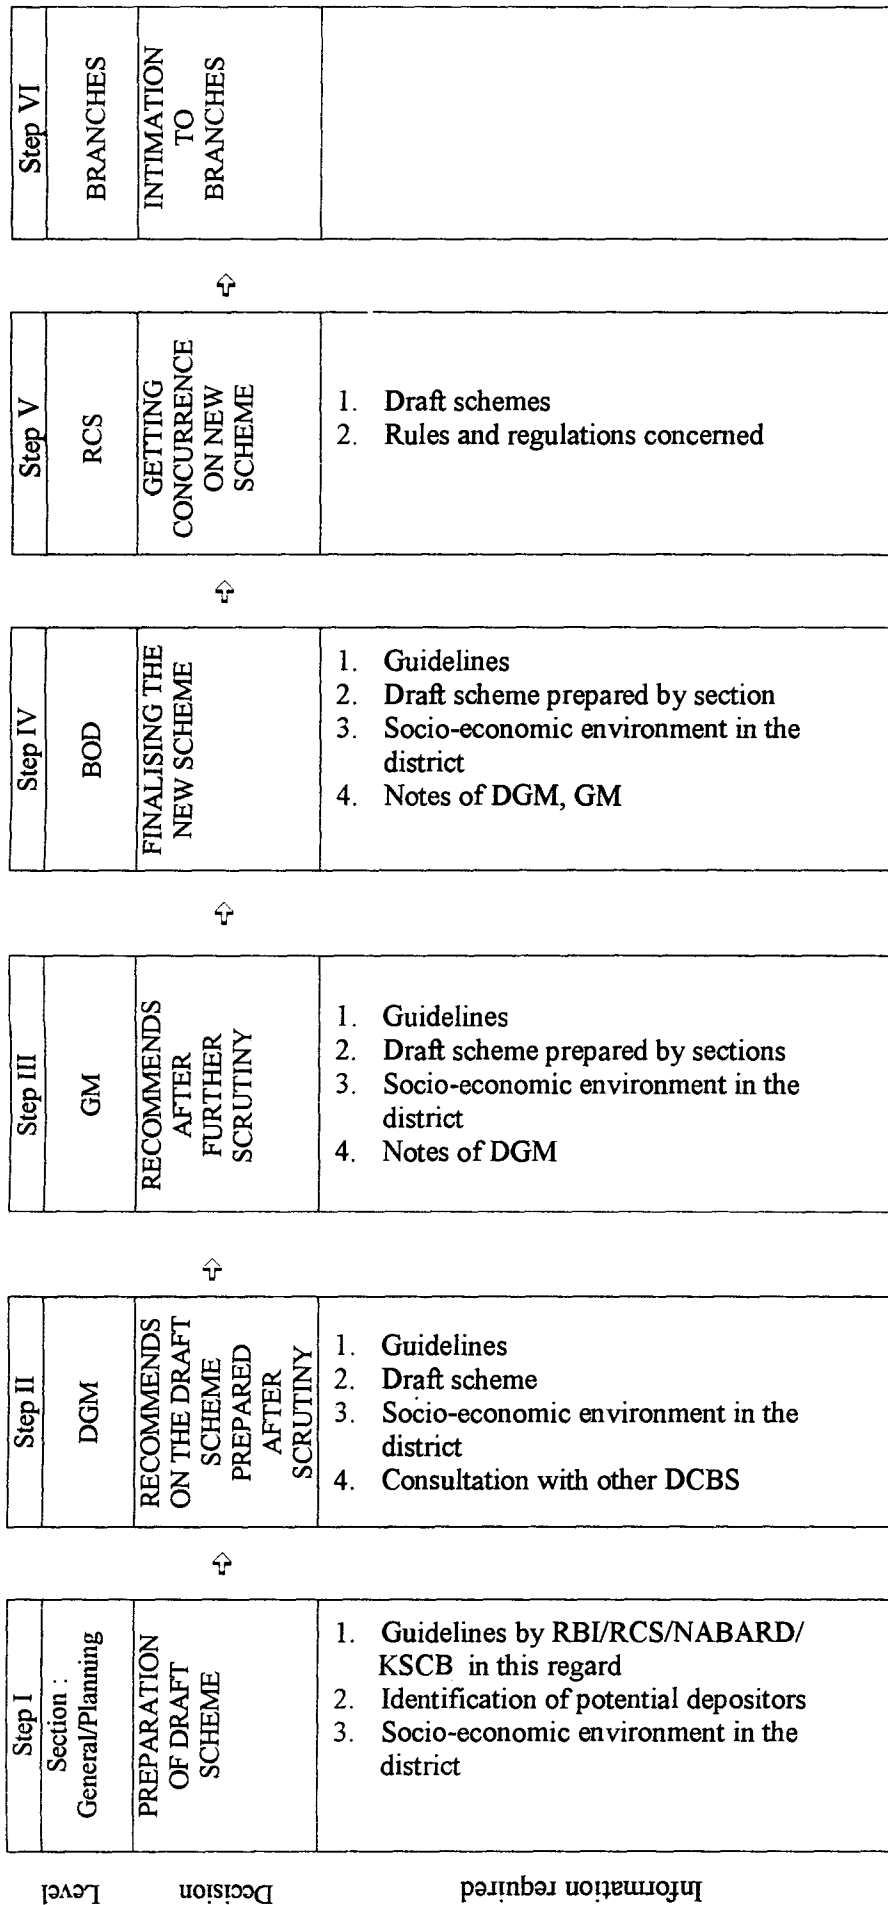 Step I
Section :
General/Planning
PREPARATION
OF DRAFT
SCHEME
1. Guidelines by RBI/RCS/NABARD/
KSCB in this regard
2. Identification of potential depositors
3. Socio-economic environment in the
district
Step II
DGM
RECOMMENDS
ON THE DRAFT
SCHEME
PREPARED
AFTER
SCRUTINY
1. Guidelines
2. Draft scheme
3. Socio-economic environment in the
district
4. Consultation with other DCBS
Step III
GM
RECOMMENDS
AFTER
FURTHER
SCRUTINY
1. Guidelines
2. Draft scheme prepared by sections
3. Socio-economic environment in the
district
4. Notes of DGM
Step IV
BOD
FINALISING THE
NEW SCHEME
1. Guidelines
2. Draft scheme prepared by section
3. Socio-economic environment in the
district
4. Notes of DGM, GM
Step V
RCS
GETTING
CONCURRENCE
ON NEW
SCHEME
1. Draft schemes
2. Rules and regulations concerned
Step VI
BRANCHES
INTIMATION
TO
BRANCHES
Level
Decision
Information required